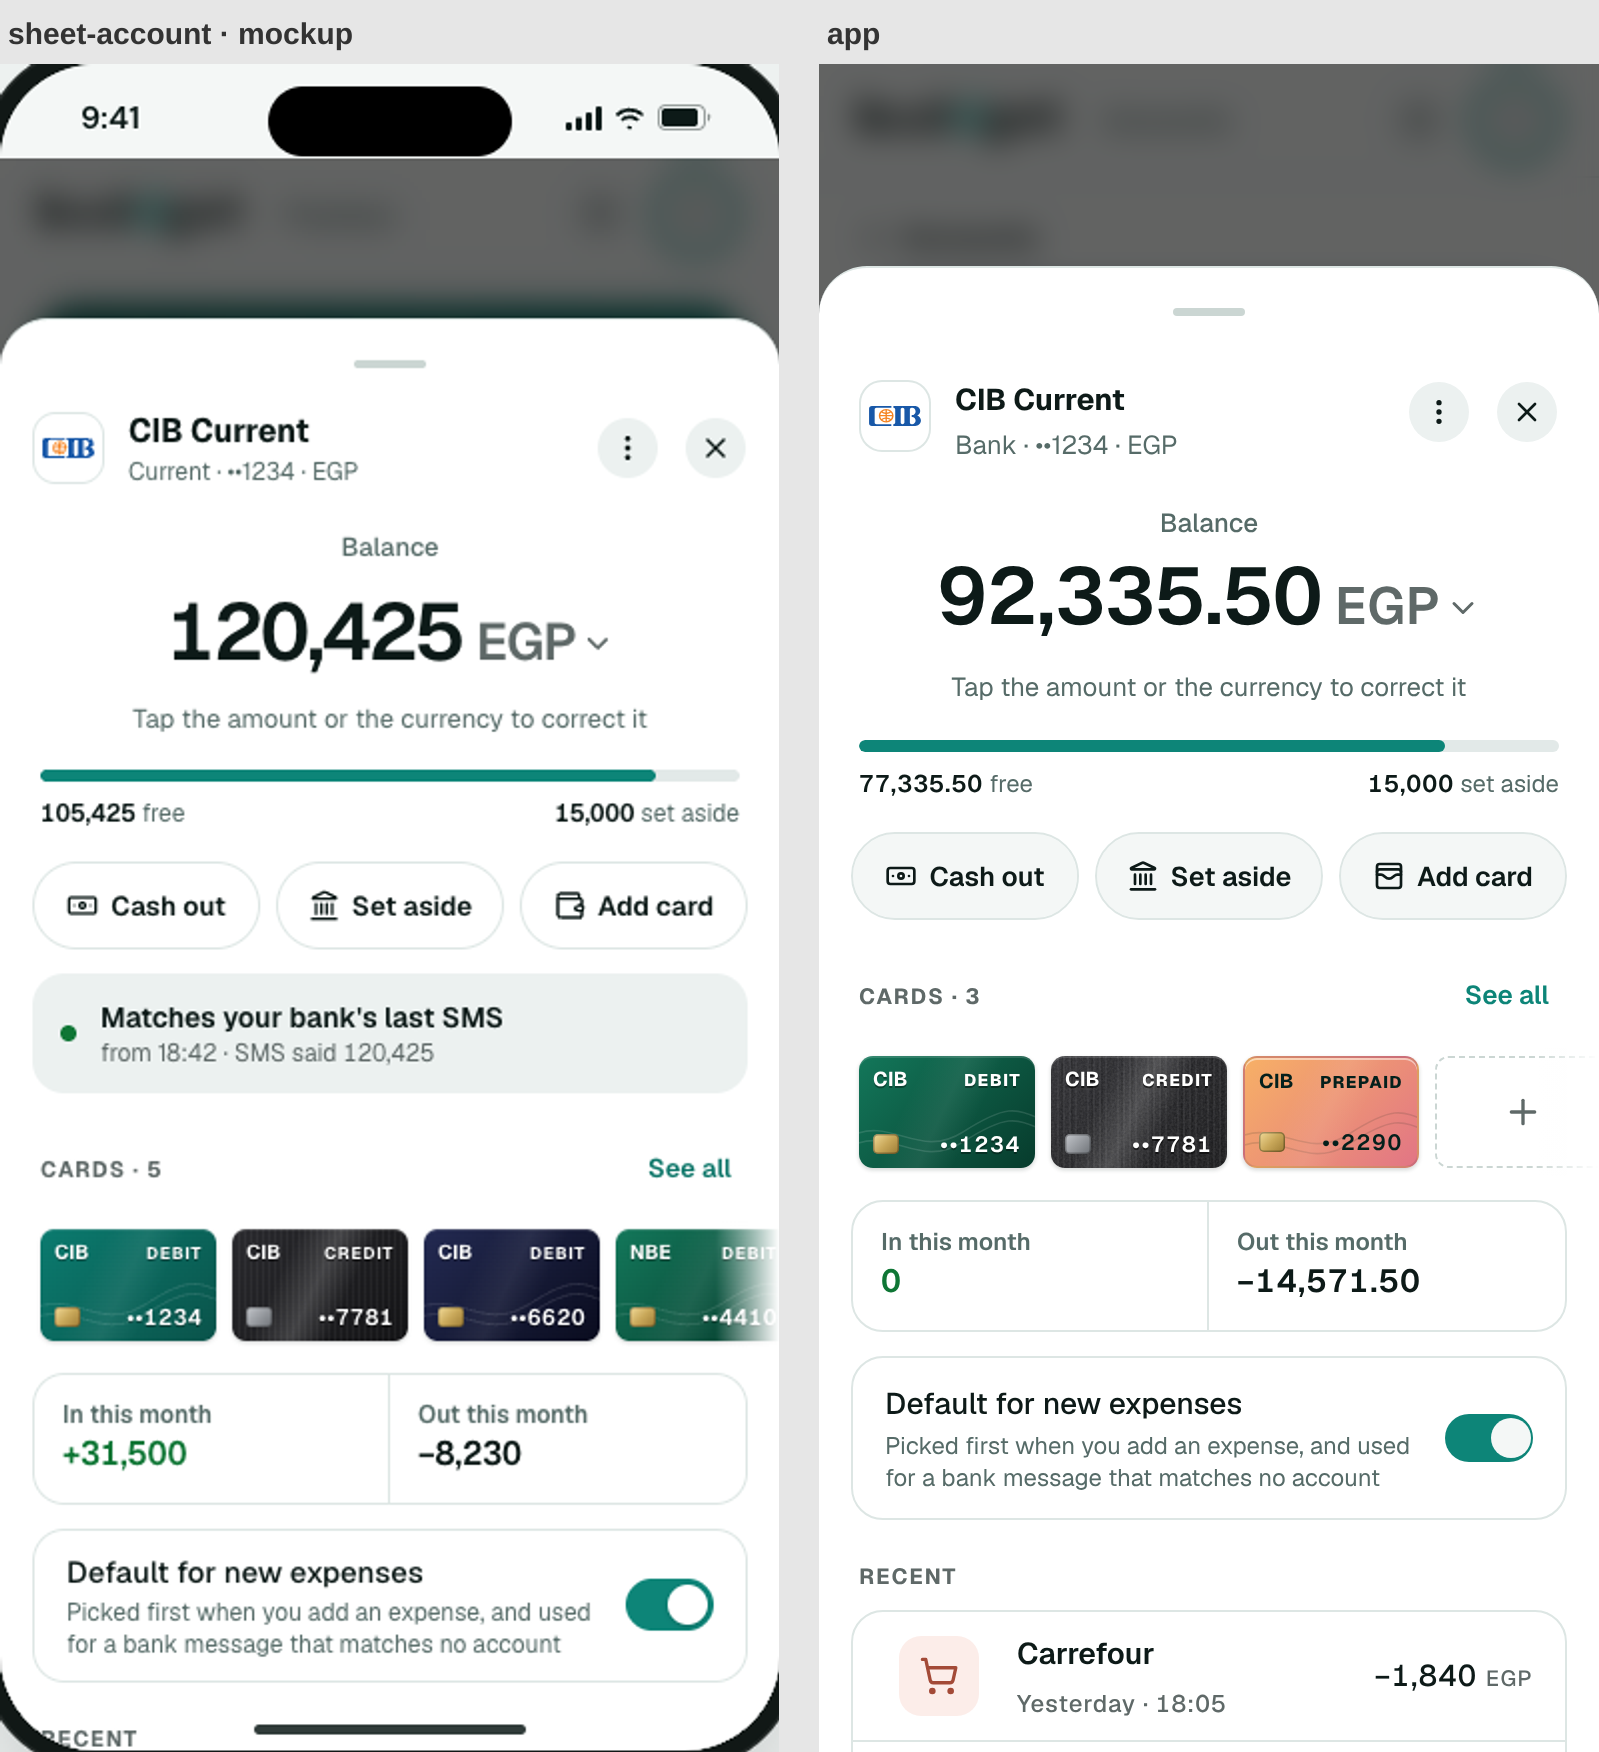 sheet-account · mockup
9:41
CIB
CIB Current
Current · ••1234 · EGP
Balance
120,425 EGP
Tap the amount or the currency to correct it
105,425 free
15,000 set aside
Cash out
Set aside
Add card
Matches your bank's last SMS
from 18:42 · SMS said 120,425
CARDS · 5
See all
CIB DEBIT
••1234
CIB CREDIT
••7781
CIB DEBIT
••6620
NBE DEBIT
••4410
In this month
+31,500
Out this month
−8,230
Default for new expenses
Picked first when you add an expense, and used
for a bank message that matches no account
RECENT
app
CIB
CIB Current
Bank · ••1234 · EGP
Balance
92,335.50 EGP
Tap the amount or the currency to correct it
77,335.50 free
15,000 set aside
Cash out
Set aside
Add card
CARDS · 3
See all
CIB DEBIT
••1234
CIB CREDIT
••7781
CIB PREPAID
••2290
In this month
0
Out this month
−14,571.50
Default for new expenses
Picked first when you add an expense, and used
for a bank message that matches no account
RECENT
Carrefour
Yesterday · 18:05
−1,840 EGP